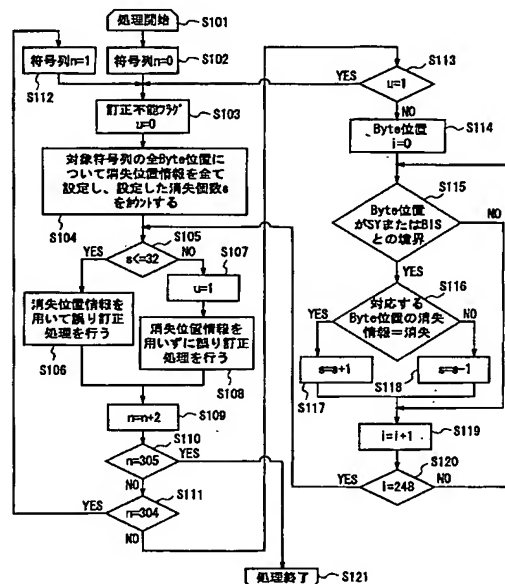 処理開始
S101
符号列n=1
S112
符号列n=0
S102
訂正不能フラグ
u=0
S103
対象符号列の全Byte位置に
ついて消失位置情報を全て
設定し、設定した消失個数s
をカウントする
S104
S105
YES
s<=32
NO
S107
u=1
消失位置情報を
用いて誤り訂正
処理を行う
S106
消失位置情報を
用いずに誤り訂正
処理を行う
S108
n=n+2
S109
S110
n=305
YES
NO
S111
YES
n=304
NO
S113
YES
u=1
NO
S114
Byte位置
i=0
S115
Byte位置
がSYまたはBIS
との境界
NO
YES
S116
YES
対応する
Byte位置の消失
情報=消失
NO
s=s+1
S117
S118
s=s-1
i=i+1
S119
S120
YES
i=248
NO
処理終了
S121